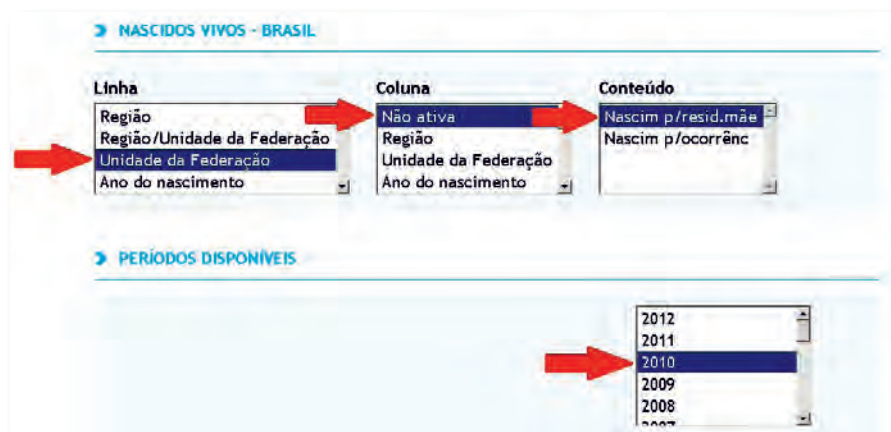 NASCIDOS VIVOS - BRASIL
Linha
Região
Região/Unidade da Federação
Unidade da Federação
Ano do nascimento
Coluna
Não ativa
Região
Unidade da Federação
Ano do nascimento
Conteúdo
Nascim p/resid.mãe
Nascim p/ocorrênc
PERÍODOS DISPONÍVEIS
2012
2011
2010
2009
2008
2007